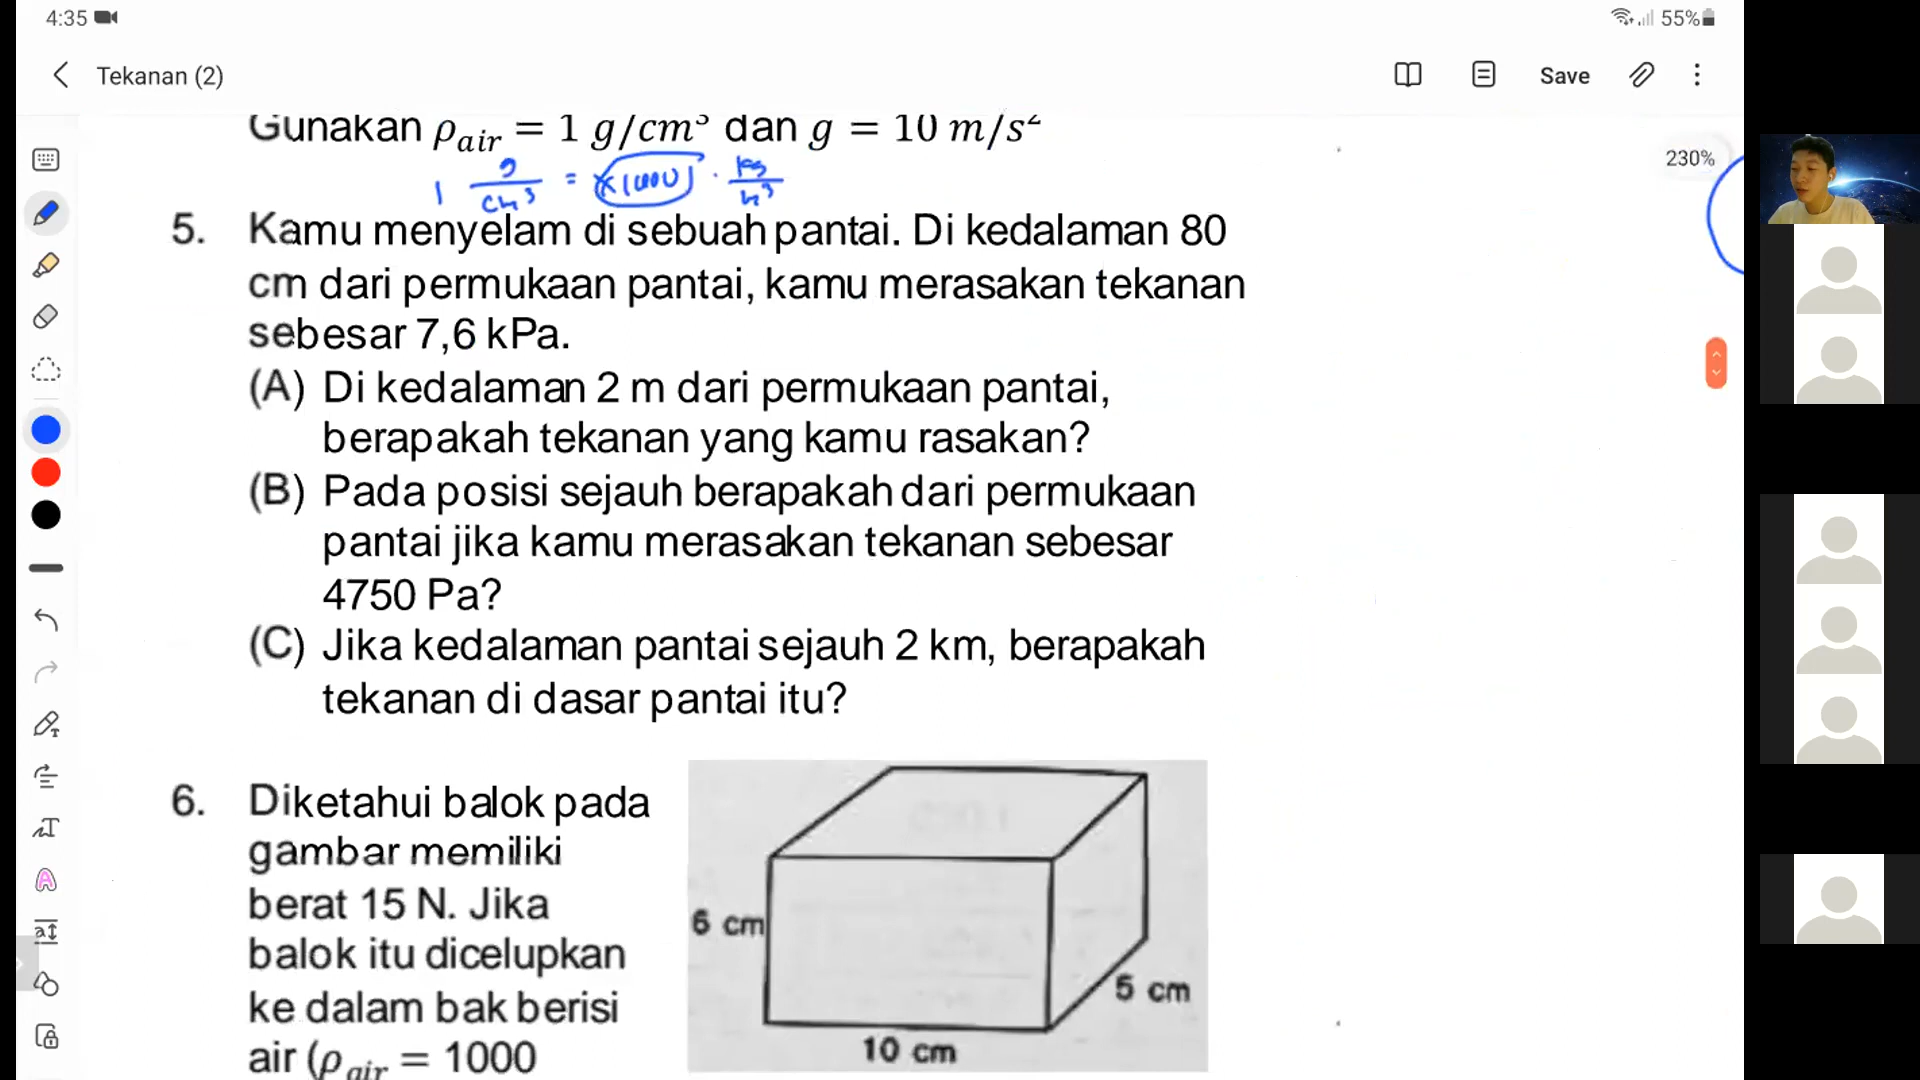 4:35
55%
Tekanan (2)
Save
Gunakan ρair = 1 g/cm³ dan g = 10 m/s²
230%
1 g/cm³ = x 1000 · kg/m³
5. Kamu menyelam di sebuah pantai. Di kedalaman 80
cm dari permukaan pantai, kamu merasakan tekanan
sebesar 7,6 kPa.
(A) Di kedalaman 2 m dari permukaan pantai,
berapakah tekanan yang kamu rasakan?
(B) Pada posisi sejauh berapakah dari permukaan
pantai jika kamu merasakan tekanan sebesar
4750 Pa?
(C) Jika kedalaman pantai sejauh 2 km, berapakah
tekanan di dasar pantai itu?
6. Diketahui balok pada
gambar memiliki
berat 15 N. Jika
balok itu dicelupkan
ke dalam bak berisi
air (ρair = 1000
6 cm
5 cm
10 cm